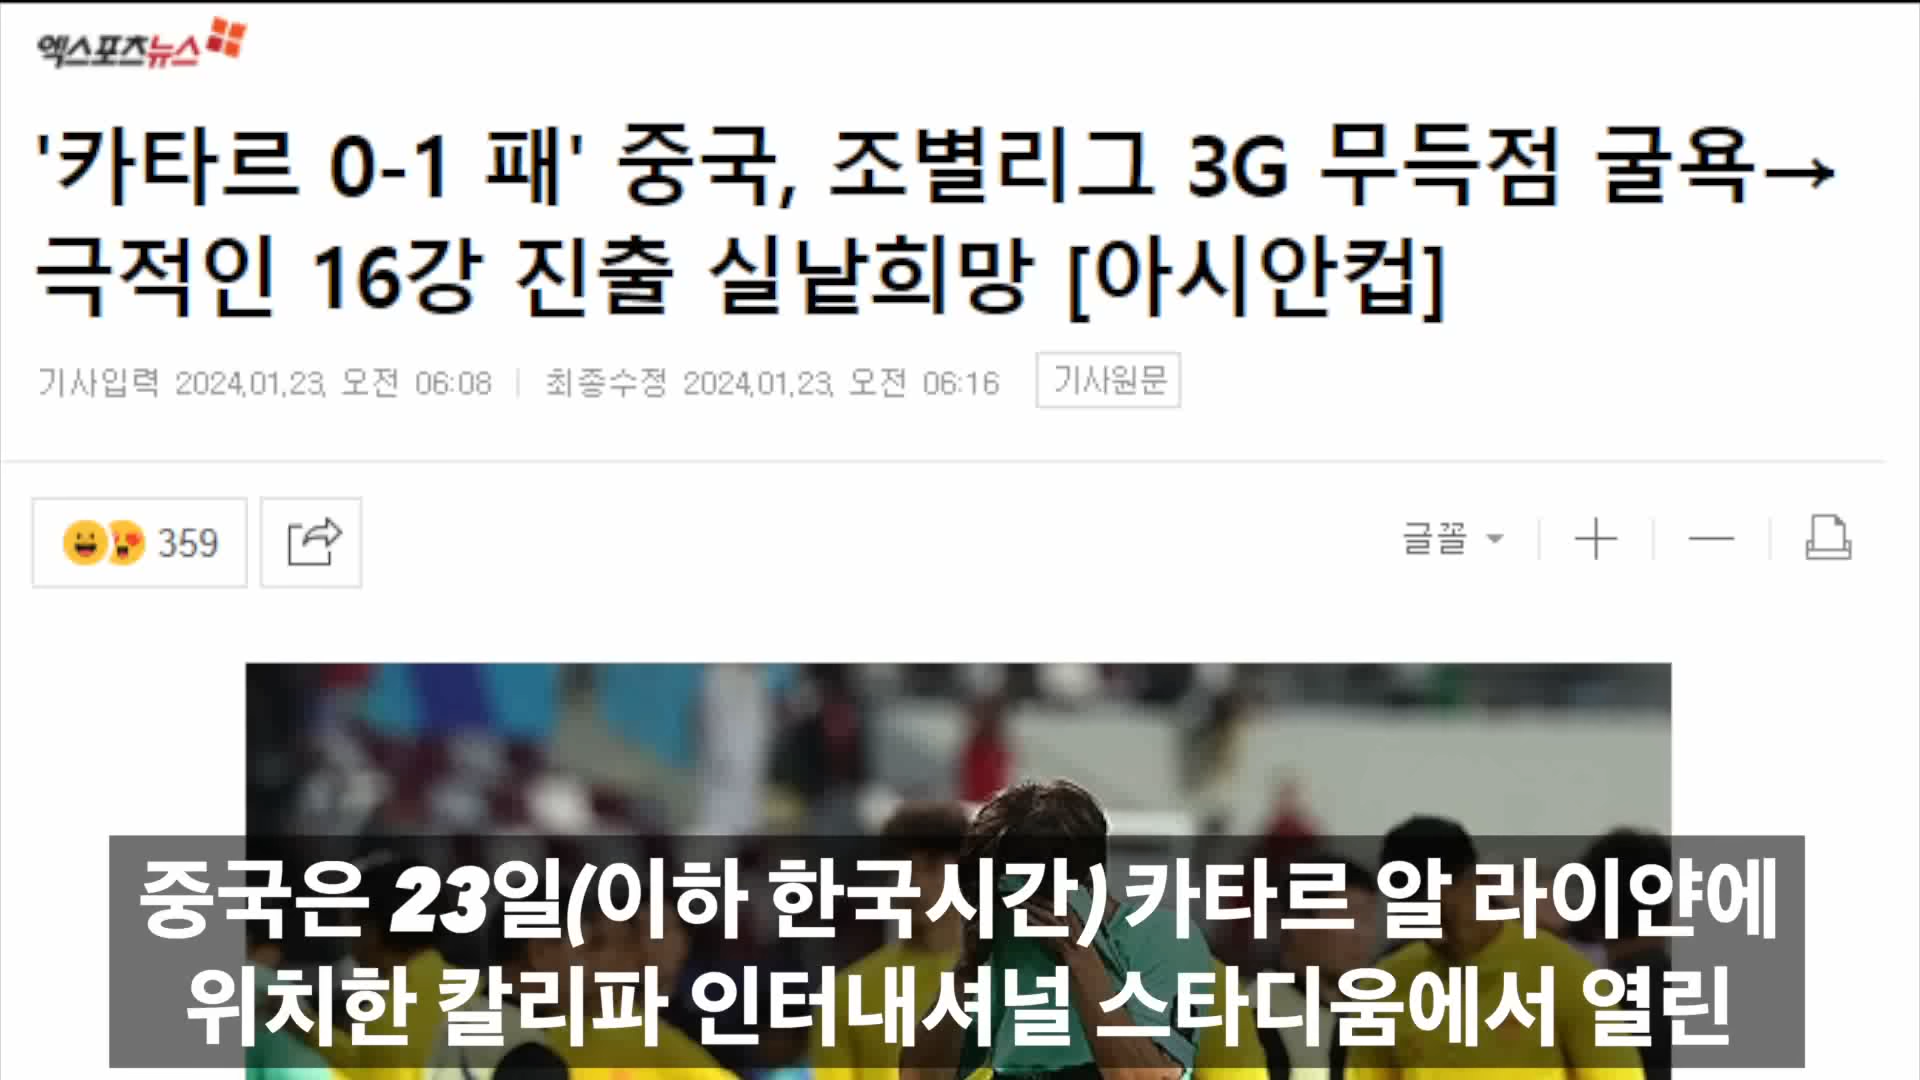 엑스포츠뉴스
'카타르 0-1 패' 중국, 조별리그 3G 무득점 굴욕→
극적인 16강 진출 실낱희망 [아시안컵]
기사입력 2024.01.23. 오전 06:08 | 최종수정 2024.01.23. 오전 06:16 기사원문
359
글꼴
중국은 23일(이하 한국시간) 카타르 알 라이얀에
위치한 칼리파 인터내셔널 스타디움에서 열린